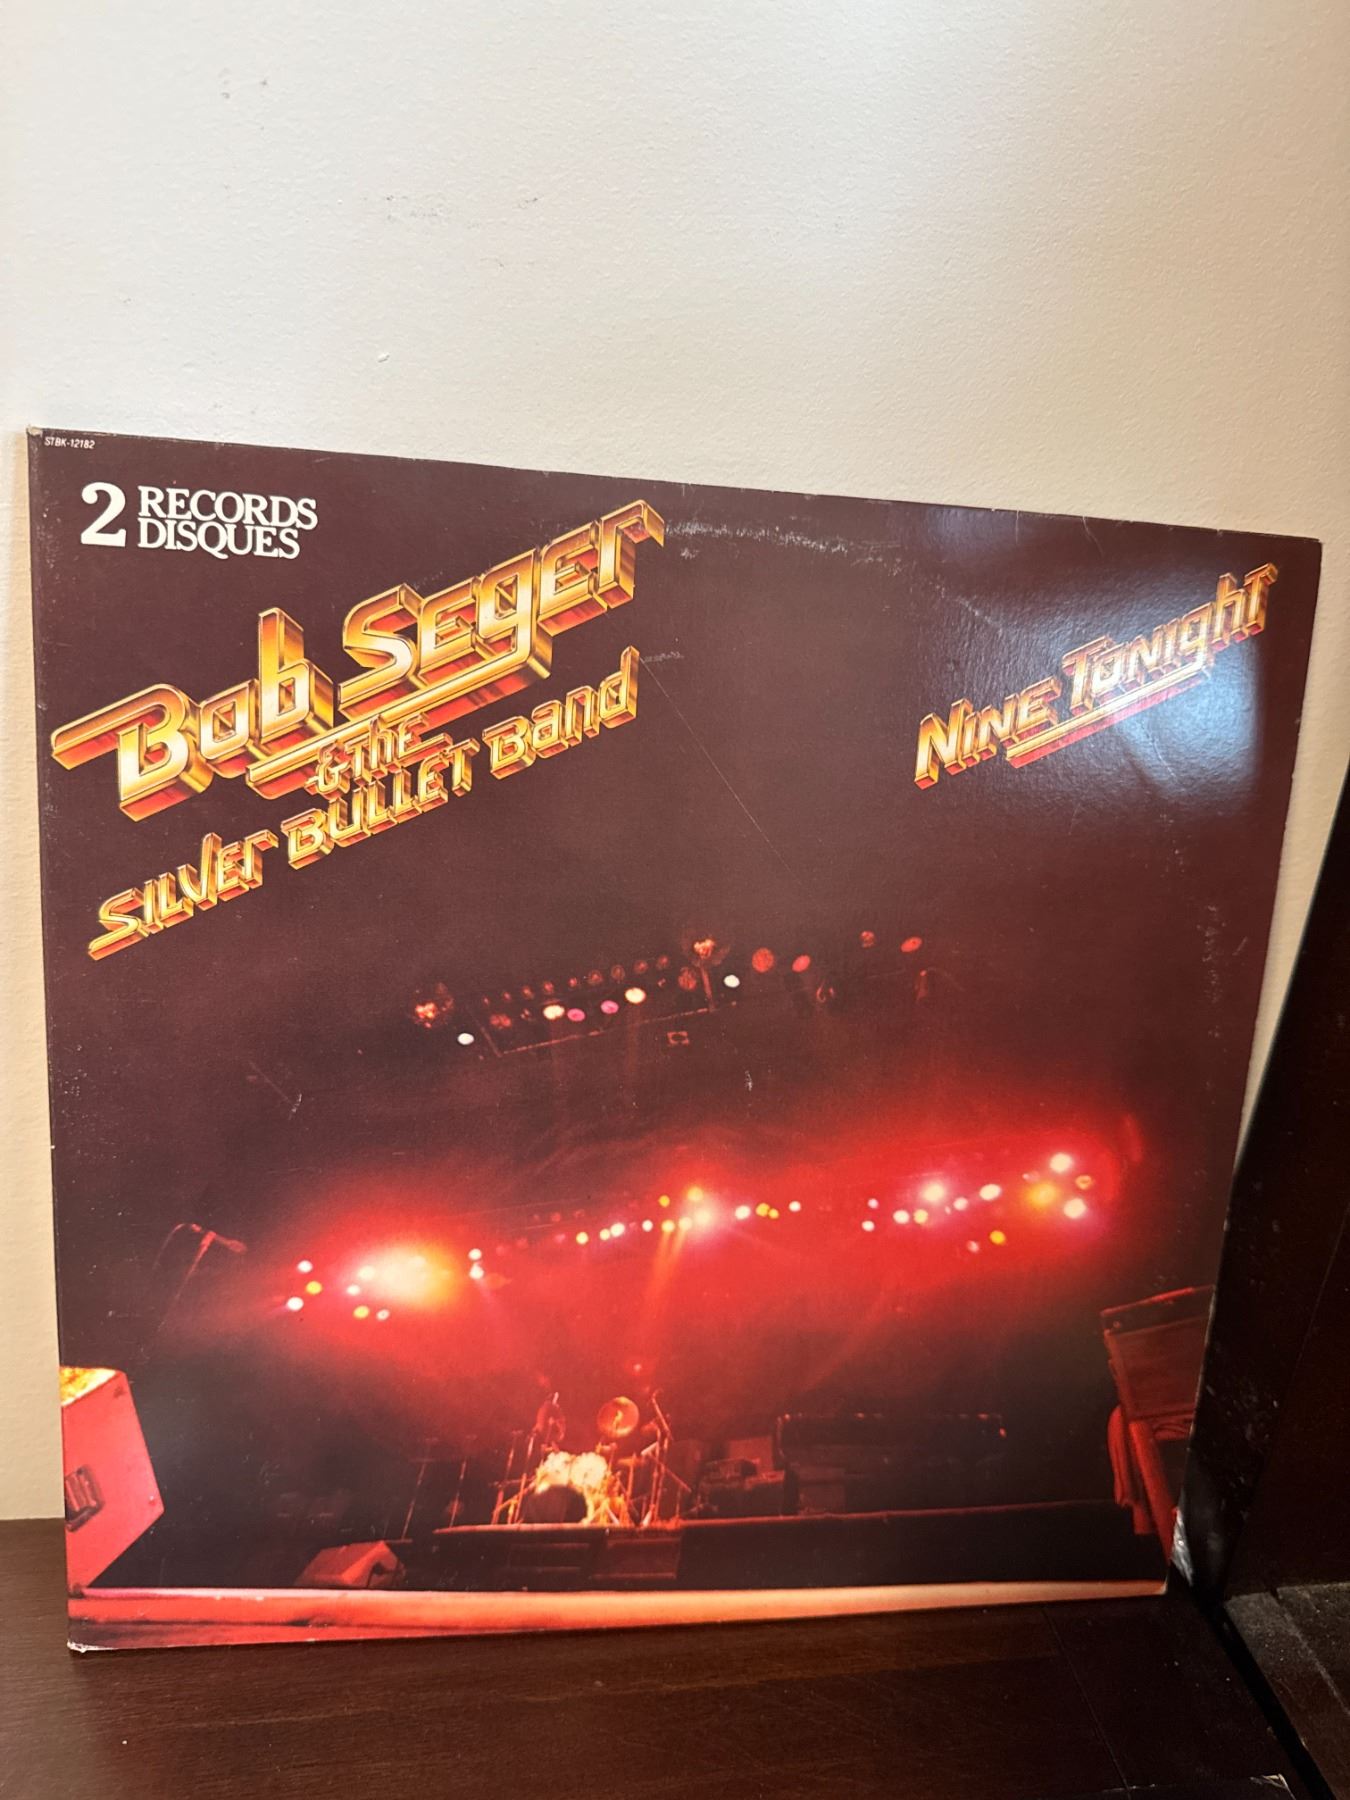 STBK-12182
2 RECORDS
DISQUES
Bob Seger
& the
Silver Bullet Band
Nine Tonight